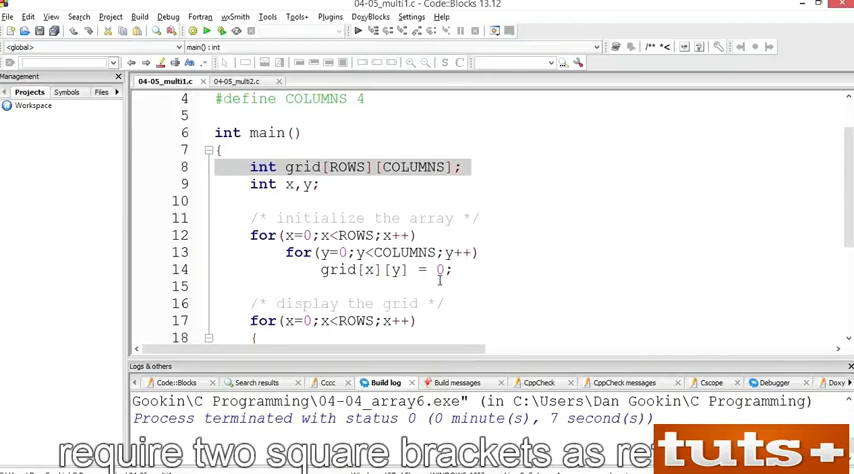 04-05_multi1.c - Code::Blocks 13.12
File Edit View Search Project Build Debug Fortran wxSmith Tools Tools+ Plugins DoxyBlocks Settings Help
<global> main() : int
Management
Projects Symbols Files
Workspace
04-05_multi1.c 04-05_multi2.c
4 #define COLUMNS 4
5
6 int main()
7 {
8 int grid[ROWS][COLUMNS];
9 int x,y;
10
11 /* initialize the array */
12 for(x=0;x<ROWS;x++)
13 for(y=0;y<COLUMNS;y++)
14 grid[x][y] = 0;
15
16 /* display the grid */
17 for(x=0;x<ROWS;x++)
18 {
Logs & others
Code::Blocks Search results Cccc Build log Build messages CppCheck CppCheck messages Cscope Debugger Doxy
Gookin\C Programming\04-04_array6.exe" (in C:\Users\Dan Gookin\C Programming)
Process terminated with status 0 (0 minute(s), 7 second(s))
require two square brackets as re
tuts+